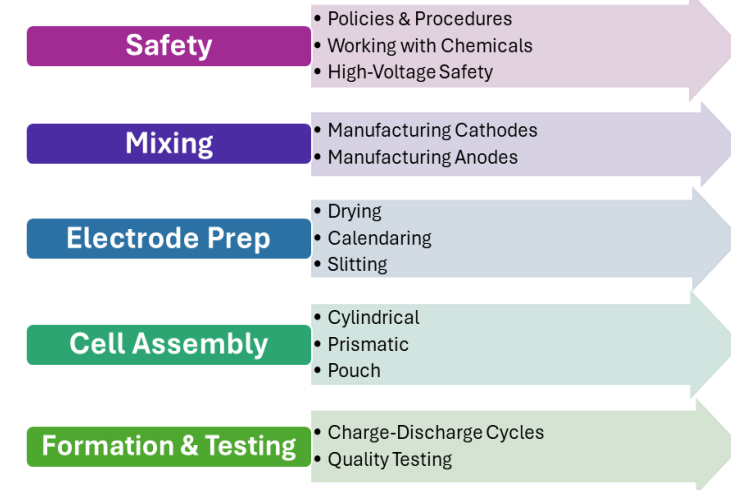 Safety
• Policies & Procedures
• Working with Chemicals
• High-Voltage Safety
Mixing
• Manufacturing Cathodes
• Manufacturing Anodes
Electrode Prep
• Drying
• Calendaring
• Slitting
Cell Assembly
• Cylindrical
• Prismatic
• Pouch
Formation & Testing
• Charge-Discharge Cycles
• Quality Testing